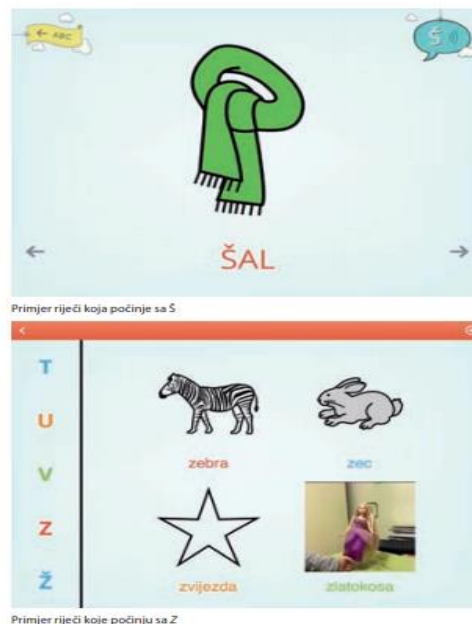 ← ABC
Š
ŠAL
Primjer riječi koja počinje sa Š
T
U
V
Z
Ž
zebra
zec
zvijezda
zlatokosa
Primjer riječi koje počinju sa Z